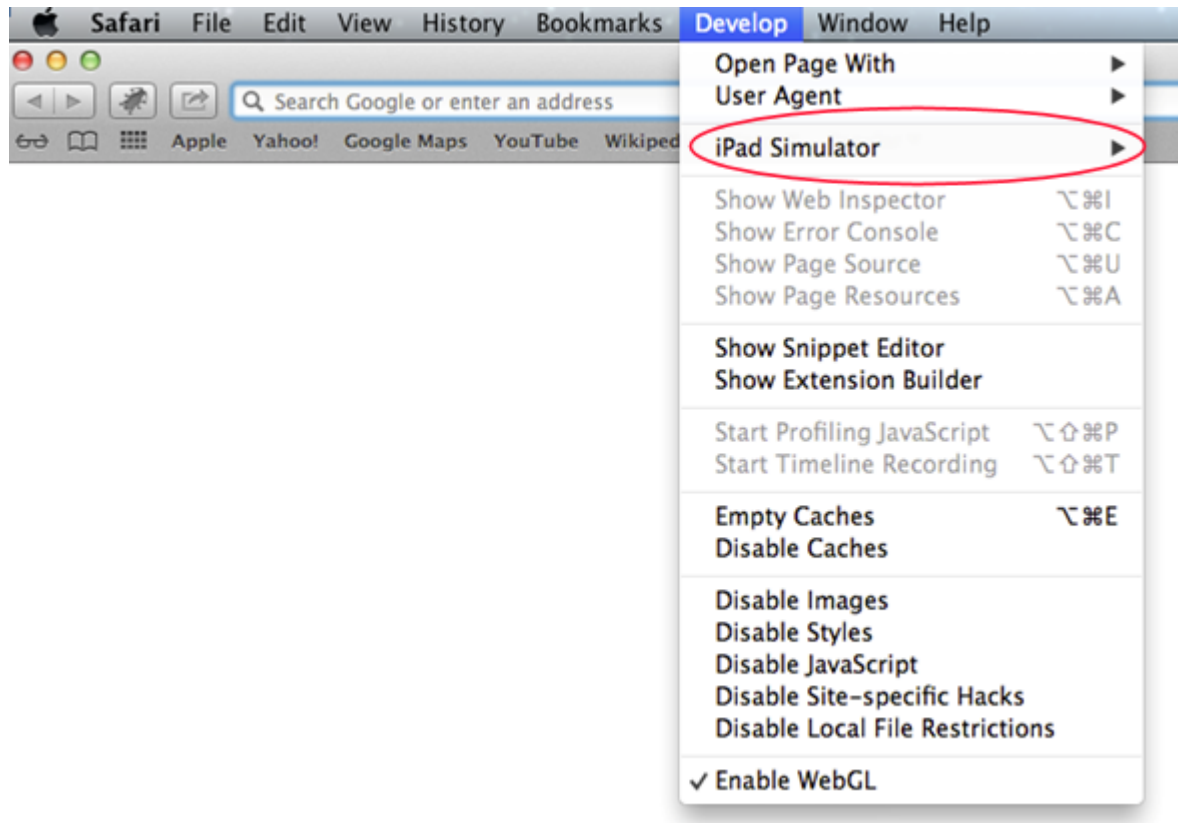 Safari File Edit View History Bookmarks Develop Window Help
Search Google or enter an address
Apple Yahoo! Google Maps YouTube Wikiped
Open Page With
User Agent
iPad Simulator
Show Web Inspector ⌥⌘I
Show Error Console ⌥⌘C
Show Page Source ⌥⌘U
Show Page Resources ⌥⌘A
Show Snippet Editor
Show Extension Builder
Start Profiling JavaScript ⌥⇧⌘P
Start Timeline Recording ⌥⇧⌘T
Empty Caches ⌥⌘E
Disable Caches
Disable Images
Disable Styles
Disable JavaScript
Disable Site-specific Hacks
Disable Local File Restrictions
✓ Enable WebGL